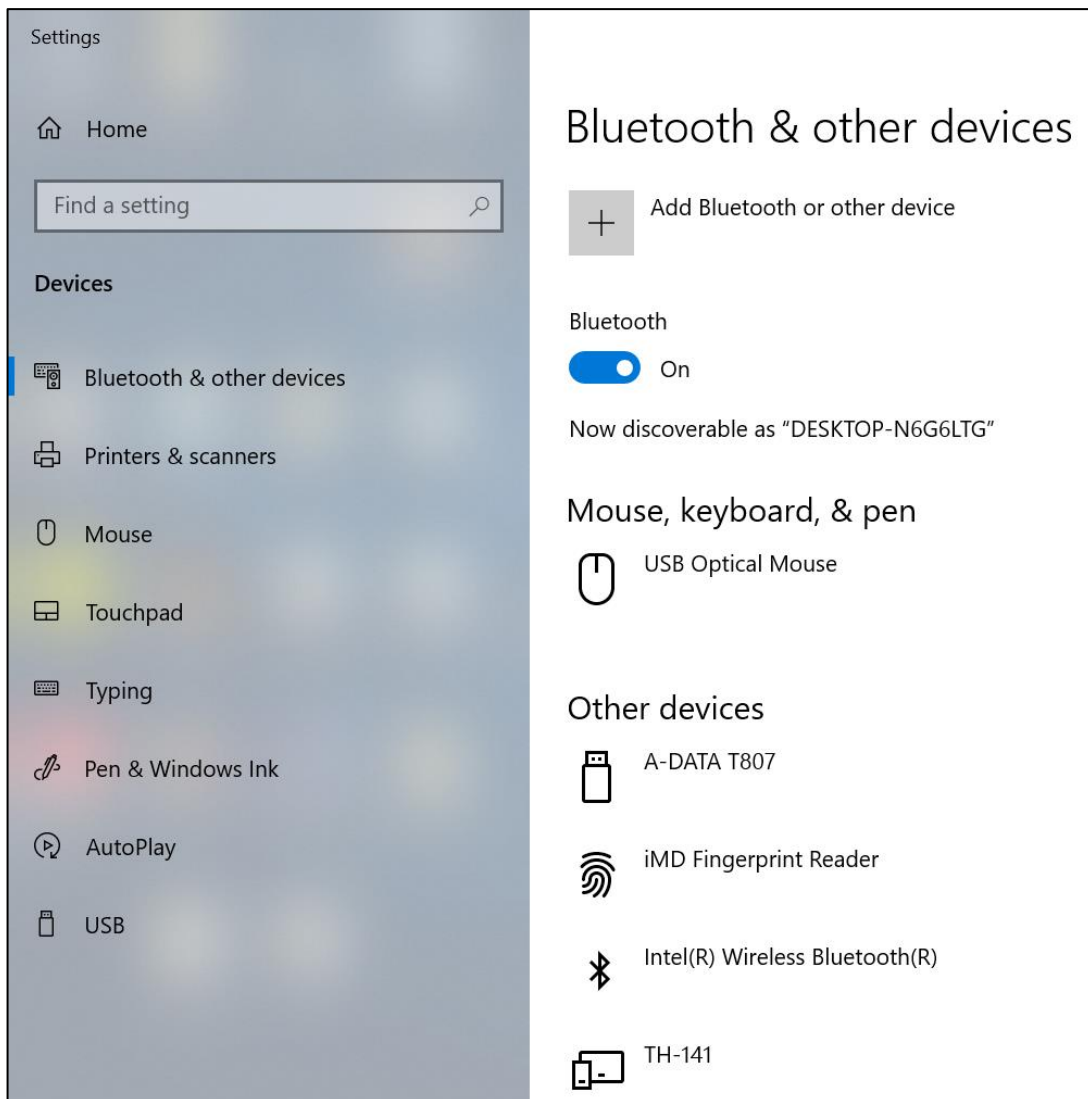 Settings
Home
Find a setting
Devices
Bluetooth & other devices
Printers & scanners
Mouse
Touchpad
Typing
Pen & Windows Ink
AutoPlay
USB
Bluetooth & other devices
Add Bluetooth or other device
Bluetooth
On
Now discoverable as “DESKTOP-N6G6LTG”
Mouse, keyboard, & pen
USB Optical Mouse
Other devices
A-DATA T807
iMD Fingerprint Reader
Intel(R) Wireless Bluetooth(R)
TH-141